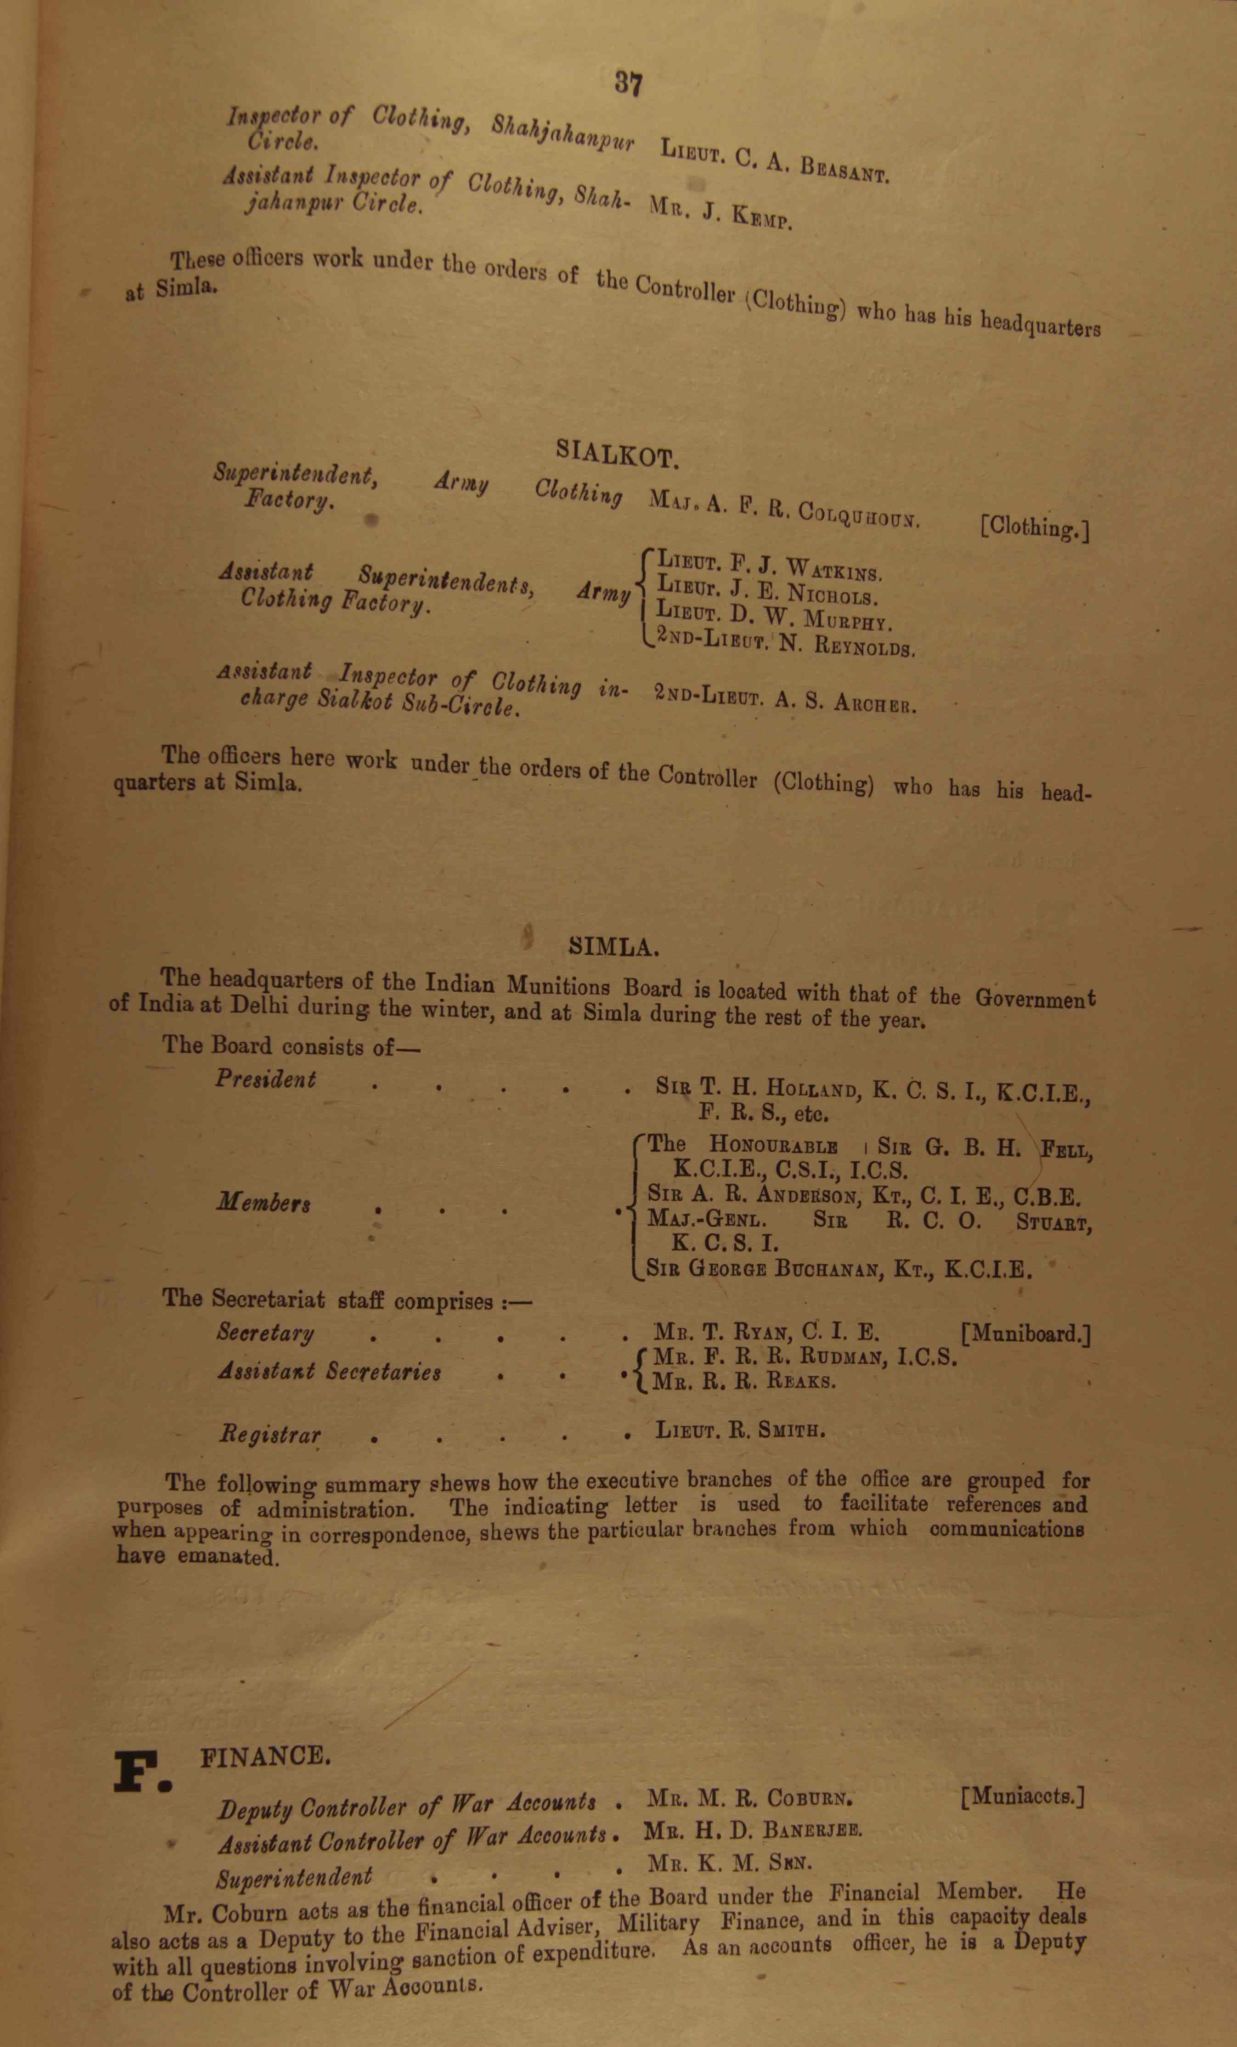 37
Inspector of Clothing, Shahjahanpur LIEUT. C. A. BEASANT.
Circle.
Assistant Inspector of Clothing, Shah- MR. J. KEMP.
jahanpur Circle.
These officers work under the orders of the Controller (Clothing) who has his headquarters
at Simla.
SIALKOT.
Superintendent, Army Clothing MAJ. A. F. R. COLQUHOUN. [Clothing.]
Factory.
Assistant Superintendents, Army
Clothing Factory.
LIEUT. F. J. WATKINS.
LIEUT. J. E. NICHOLS.
LIEUT. D. W. MURPHY.
2ND-LIEUT. N. REYNOLDS.
Assistant Inspector of Clothing in- 2ND-LIEUT. A. S. ARCHER.
charge Sialkot Sub-Circle.
The officers here work under the orders of the Controller (Clothing) who has his head-
quarters at Simla.
SIMLA.
The headquarters of the Indian Munitions Board is located with that of the Government
of India at Delhi during the winter, and at Simla during the rest of the year.
The Board consists of—
President . . . . . SIR T. H. HOLLAND, K. C. S. I., K.C.I.E.,
F. R. S., etc.
Members . . . .
The HONOURABLE SIR G. B. H. FELL,
K.C.I.E., C.S.I., I.C.S.
SIR A. R. ANDERSON, KT., C. I. E., C.B.E.
MAJ.-GENL. SIR R. C. O. STUART,
K. C. S. I.
SIR GEORGE BUCHANAN, KT., K.C.I.E.
The Secretariat staff comprises :—
Secretary . . . . . MR. T. RYAN, C. I. E. [Muniboard.]
Assistant Secretaries . . .
MR. F. R. R. RUDMAN, I.C.S.
MR. R. R. REAKS.
Registrar . . . . . LIEUT. R. SMITH.
The following summary shews how the executive branches of the office are grouped for
purposes of administration. The indicating letter is used to facilitate references and
when appearing in correspondence, shews the particular branches from which communications
have emanated.
F. FINANCE.
Deputy Controller of War Accounts . MR. M. R. COBURN. [Muniaccts.]
Assistant Controller of War Accounts . MR. H. D. BANERJEE.
Superintendent . . . . MR. K. M. SEN.
Mr. Coburn acts as the financial officer of the Board under the Financial Member. He
also acts as a Deputy to the Financial Adviser, Military Finance, and in this capacity deals
with all questions involving sanction of expenditure. As an accounts officer, he is a Deputy
of the Controller of War Accounts.